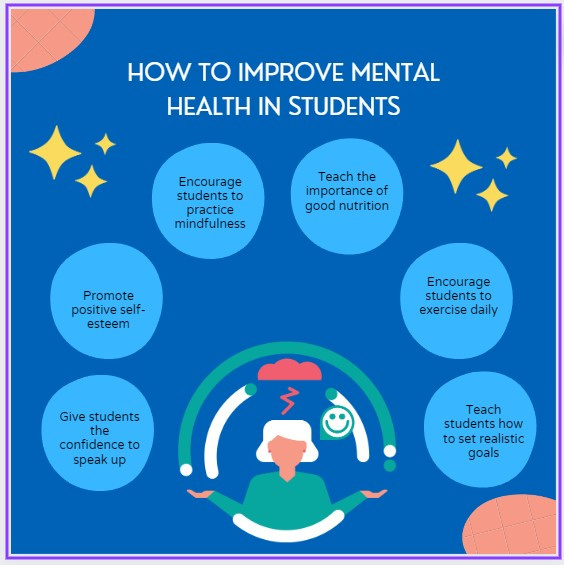 HOW TO IMPROVE MENTAL
HEALTH IN STUDENTS
Encourage
students to
practice
mindfulness
Teach the
importance of
good nutrition
Promote
positive self-
esteem
Encourage
students to
exercise daily
Give students
the
confidence to
speak up
Teach
students how
to set realistic
goals